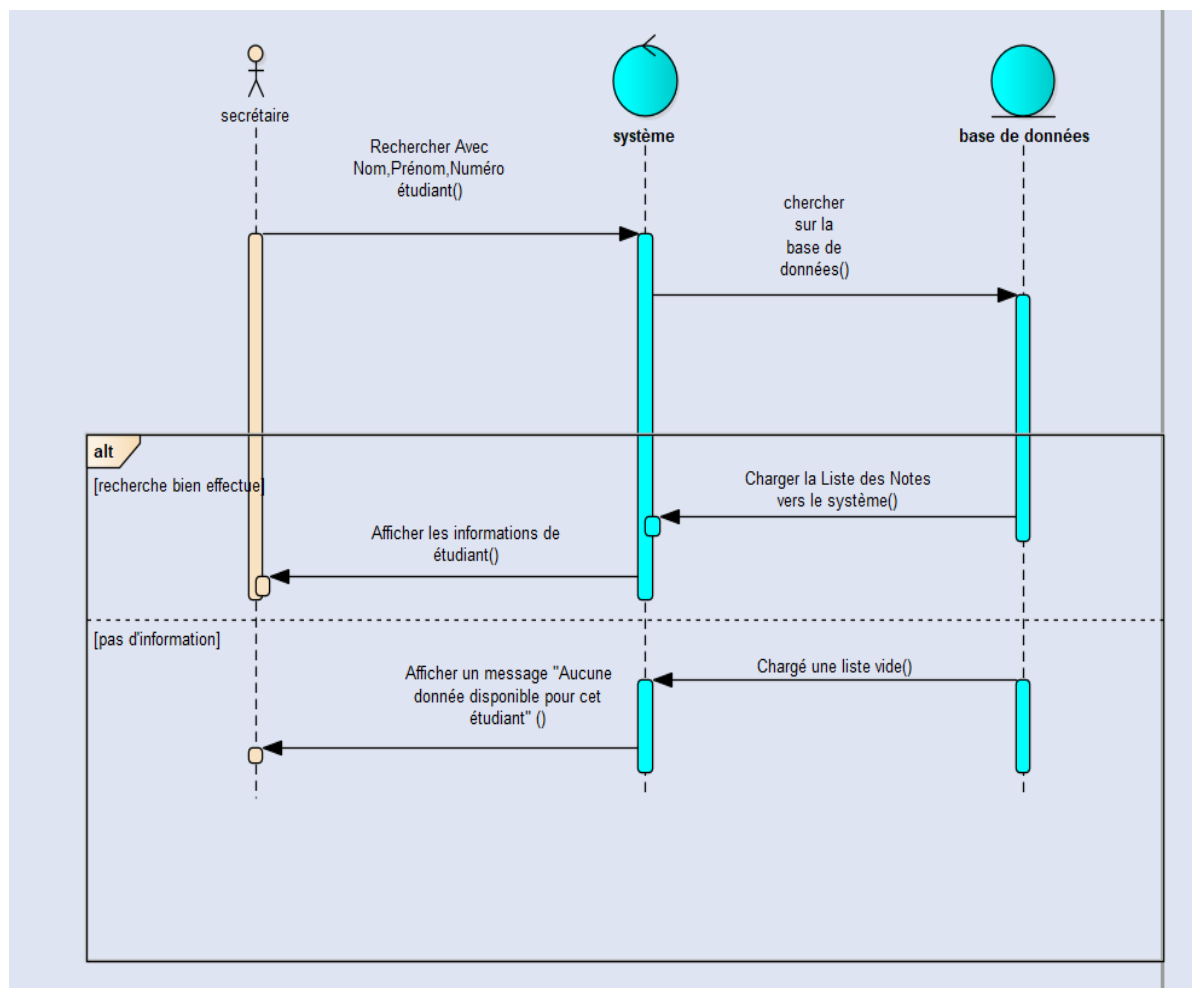 secrétaire
système
base de données
Rechercher Avec
Nom,Prénom,Numéro
étudiant()
chercher
sur la
base de
données()
alt
[recherche bien effectue]
Charger la Liste des Notes
vers le système()
Afficher les informations de
étudiant()
[pas d'information]
Chargé une liste vide()
Afficher un message "Aucune
donnée disponible pour cet
étudiant" ()